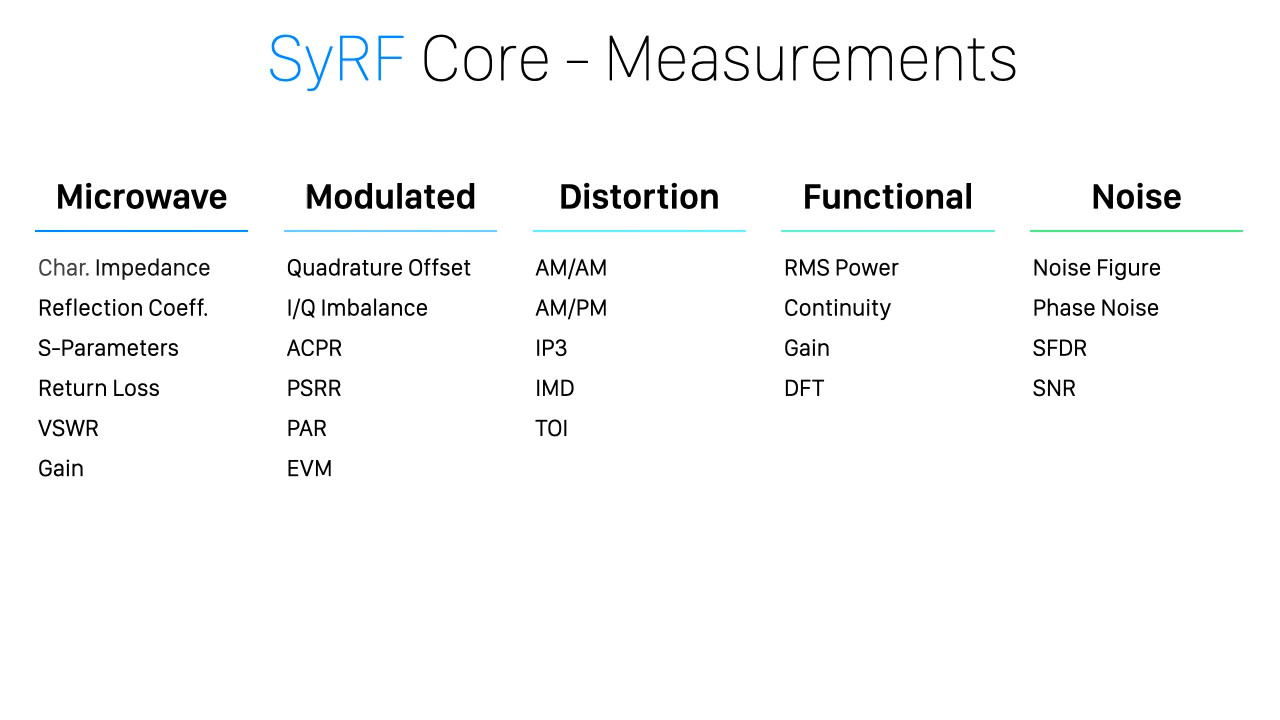 SyRF Core - Measurements
Microwave
Char. Impedance
Reflection Coeff.
S-Parameters
Return Loss
VSWR
Gain
Modulated
Quadrature Offset
I/Q Imbalance
ACPR
PSRR
PAR
EVM
Distortion
AM/AM
AM/PM
IP3
IMD
TOI
Functional
RMS Power
Continuity
Gain
DFT
Noise
Noise Figure
Phase Noise
SFDR
SNR